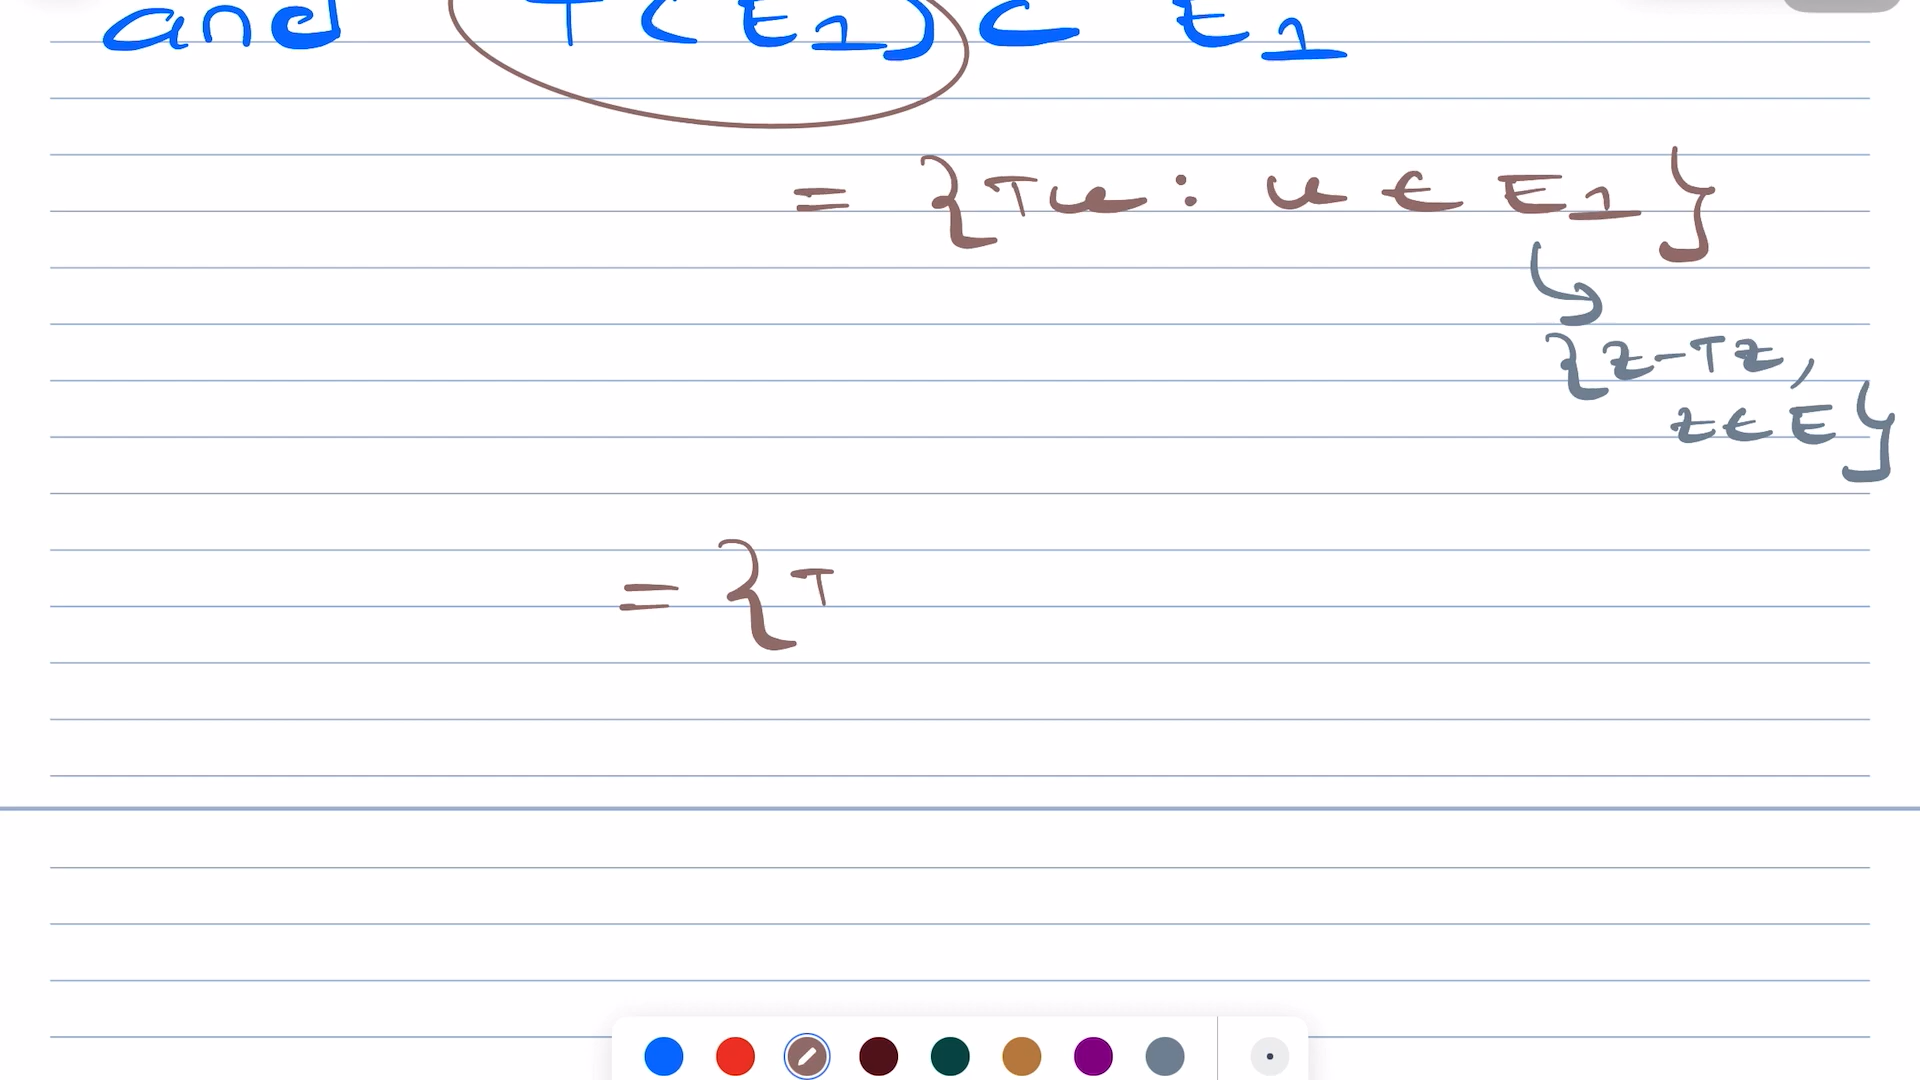 and T(E1) ⊂ E1
= {Tu : u ∈ E1}
{z-Tz,
z∈E}
= {T